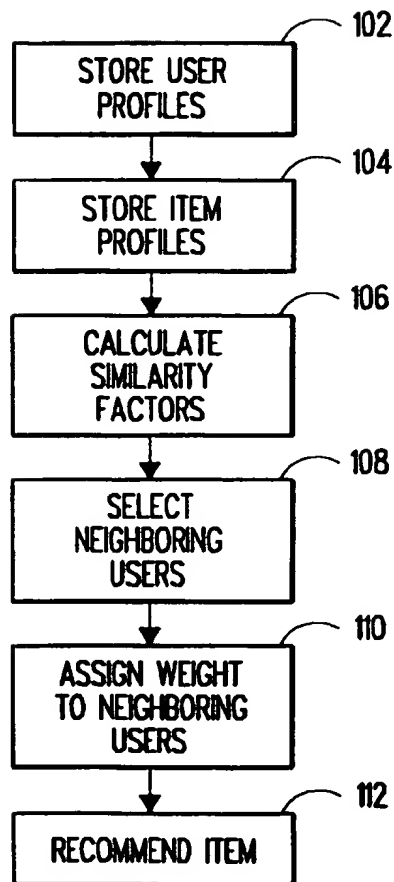 102
STORE USER
PROFILES
104
STORE ITEM
PROFILES
106
CALCULATE
SIMILARITY
FACTORS
108
SELECT
NEIGHBORING
USERS
110
ASSIGN WEIGHT
TO NEIGHBORING
USERS
112
RECOMMEND ITEM